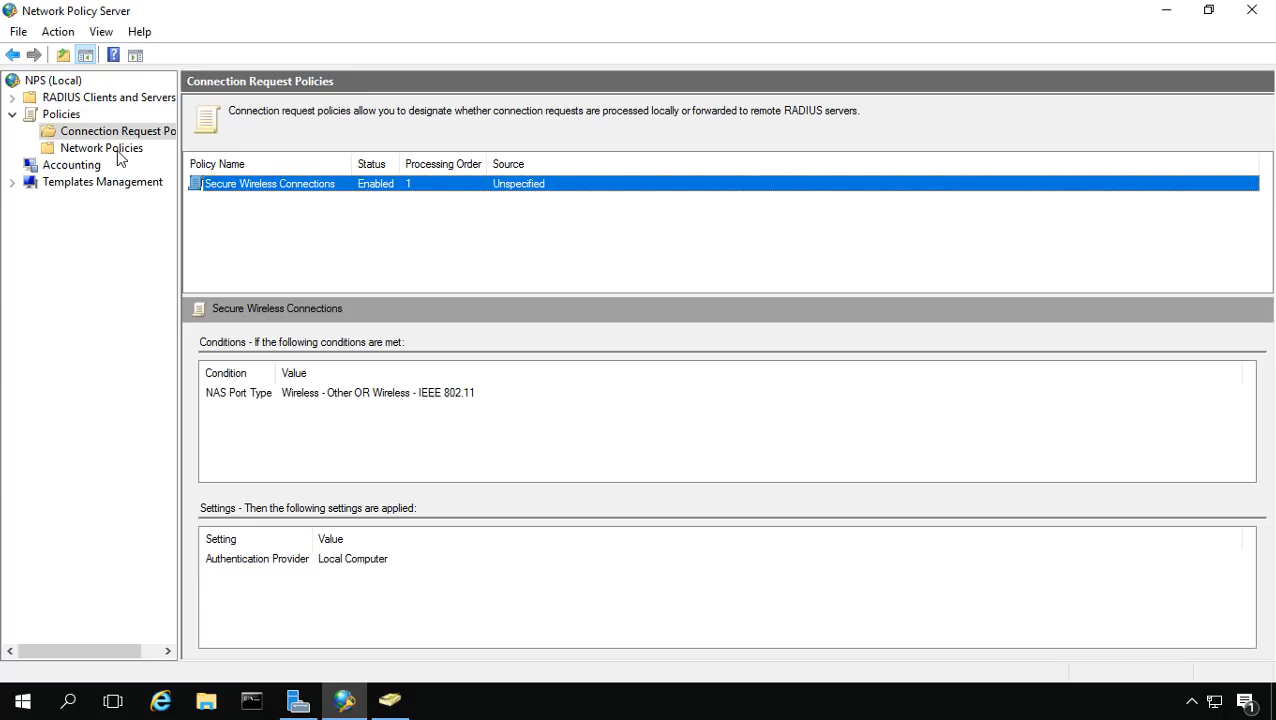 Network Policy Server
File Action View Help
NPS (Local)
RADIUS Clients and Servers
Policies
Connection Request Po
Network Policies
Accounting
Templates Management
Connection Request Policies
Connection request policies allow you to designate whether connection requests are processed locally or forwarded to remote RADIUS servers.
Policy Name Status Processing Order Source
Secure Wireless Connections Enabled 1 Unspecified
Secure Wireless Connections
Conditions - If the following conditions are met:
Condition Value
NAS Port Type Wireless - Other OR Wireless - IEEE 802.11
Settings - Then the following settings are applied:
Setting Value
Authentication Provider Local Computer
1